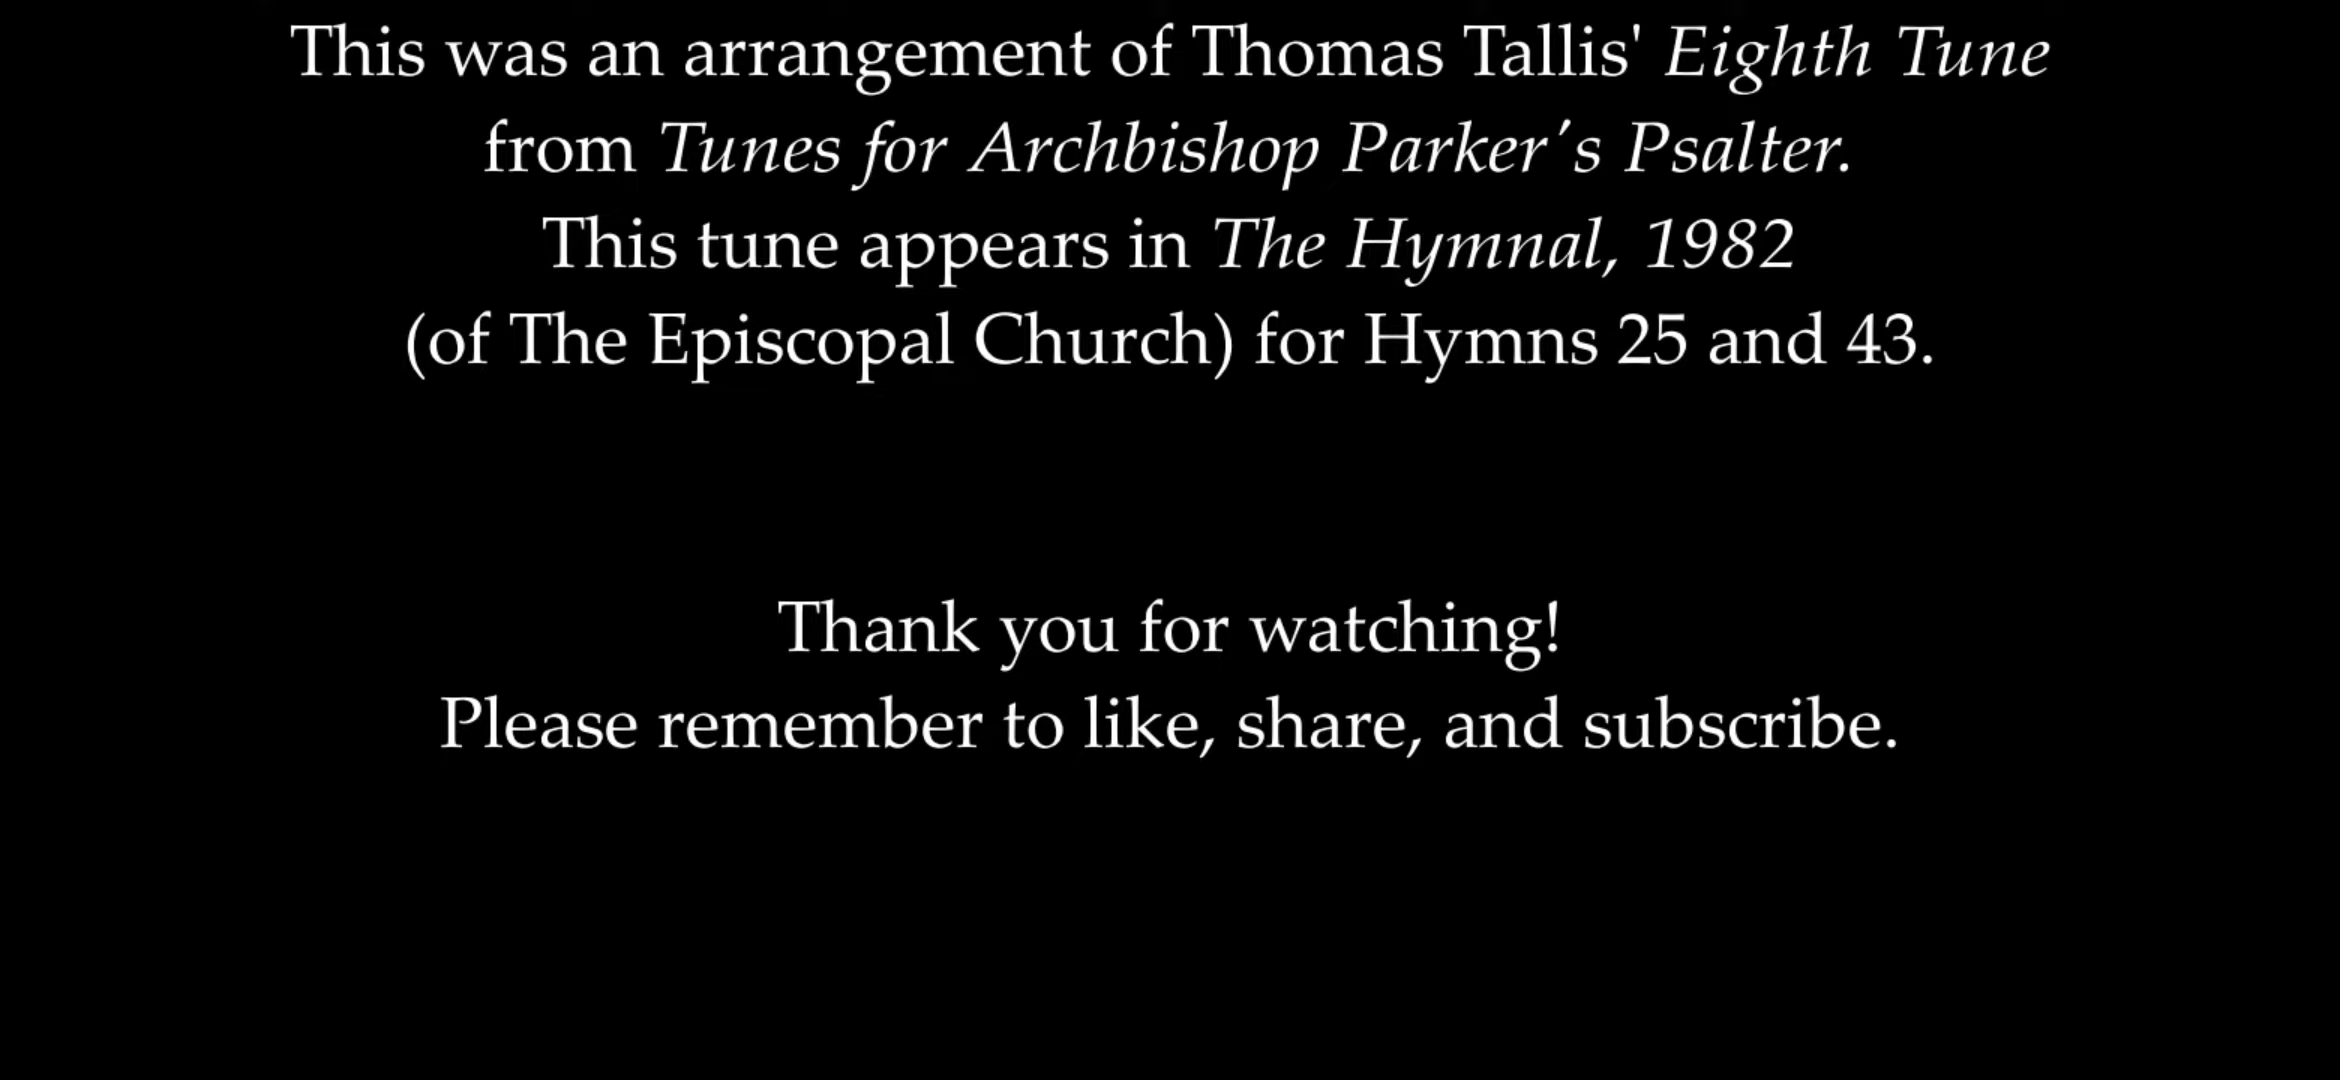 This was an arrangement of Thomas Tallis' Eighth Tune
from Tunes for Archbishop Parker's Psalter.
This tune appears in The Hymnal, 1982
(of The Episcopal Church) for Hymns 25 and 43.
Thank you for watching!
Please remember to like, share, and subscribe.